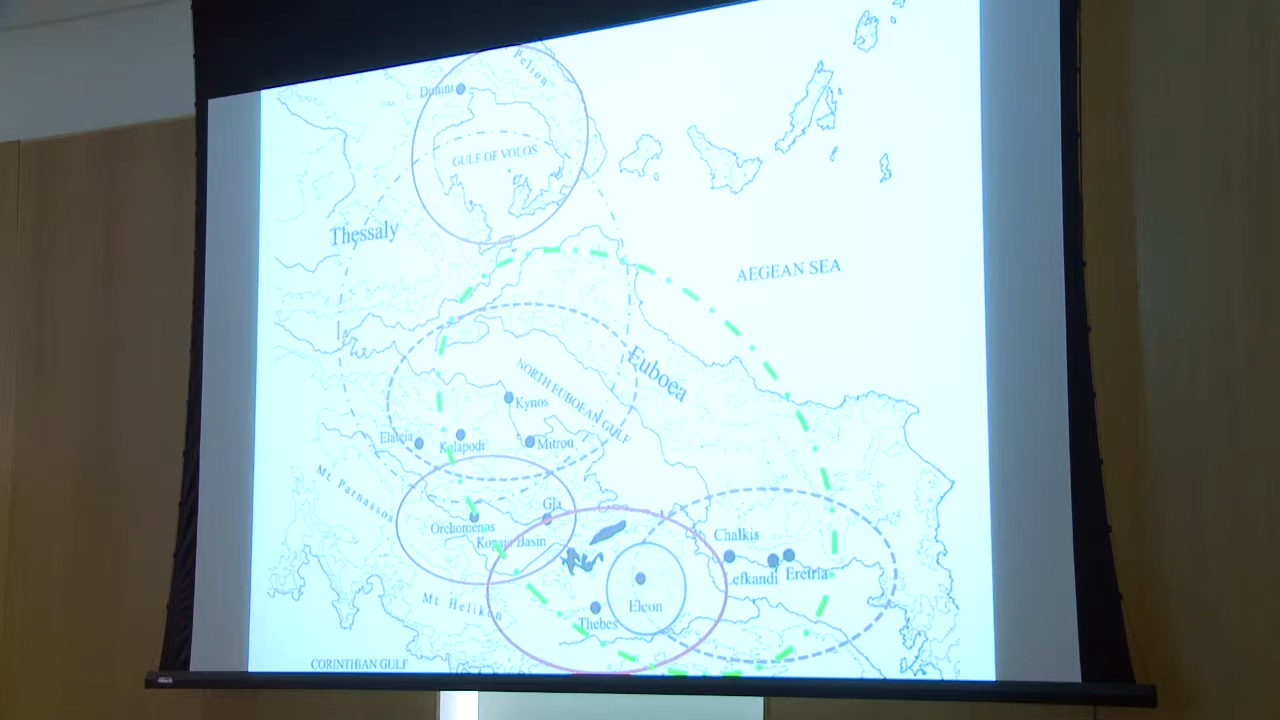 Pelion
Dimini
GULF OF VOLOS
Thessaly
AEGEAN SEA
Euboea
NORTH EUBOEAN GULF
Kynos
Elateia
Kalapodi
Mitrou
Mt Parnassos
Gla
Orchomenos
Kopais Basin
Chalkis
Lefkandi
Eretria
Eleon
Mt Helikon
Thebes
CORINTHIAN GULF